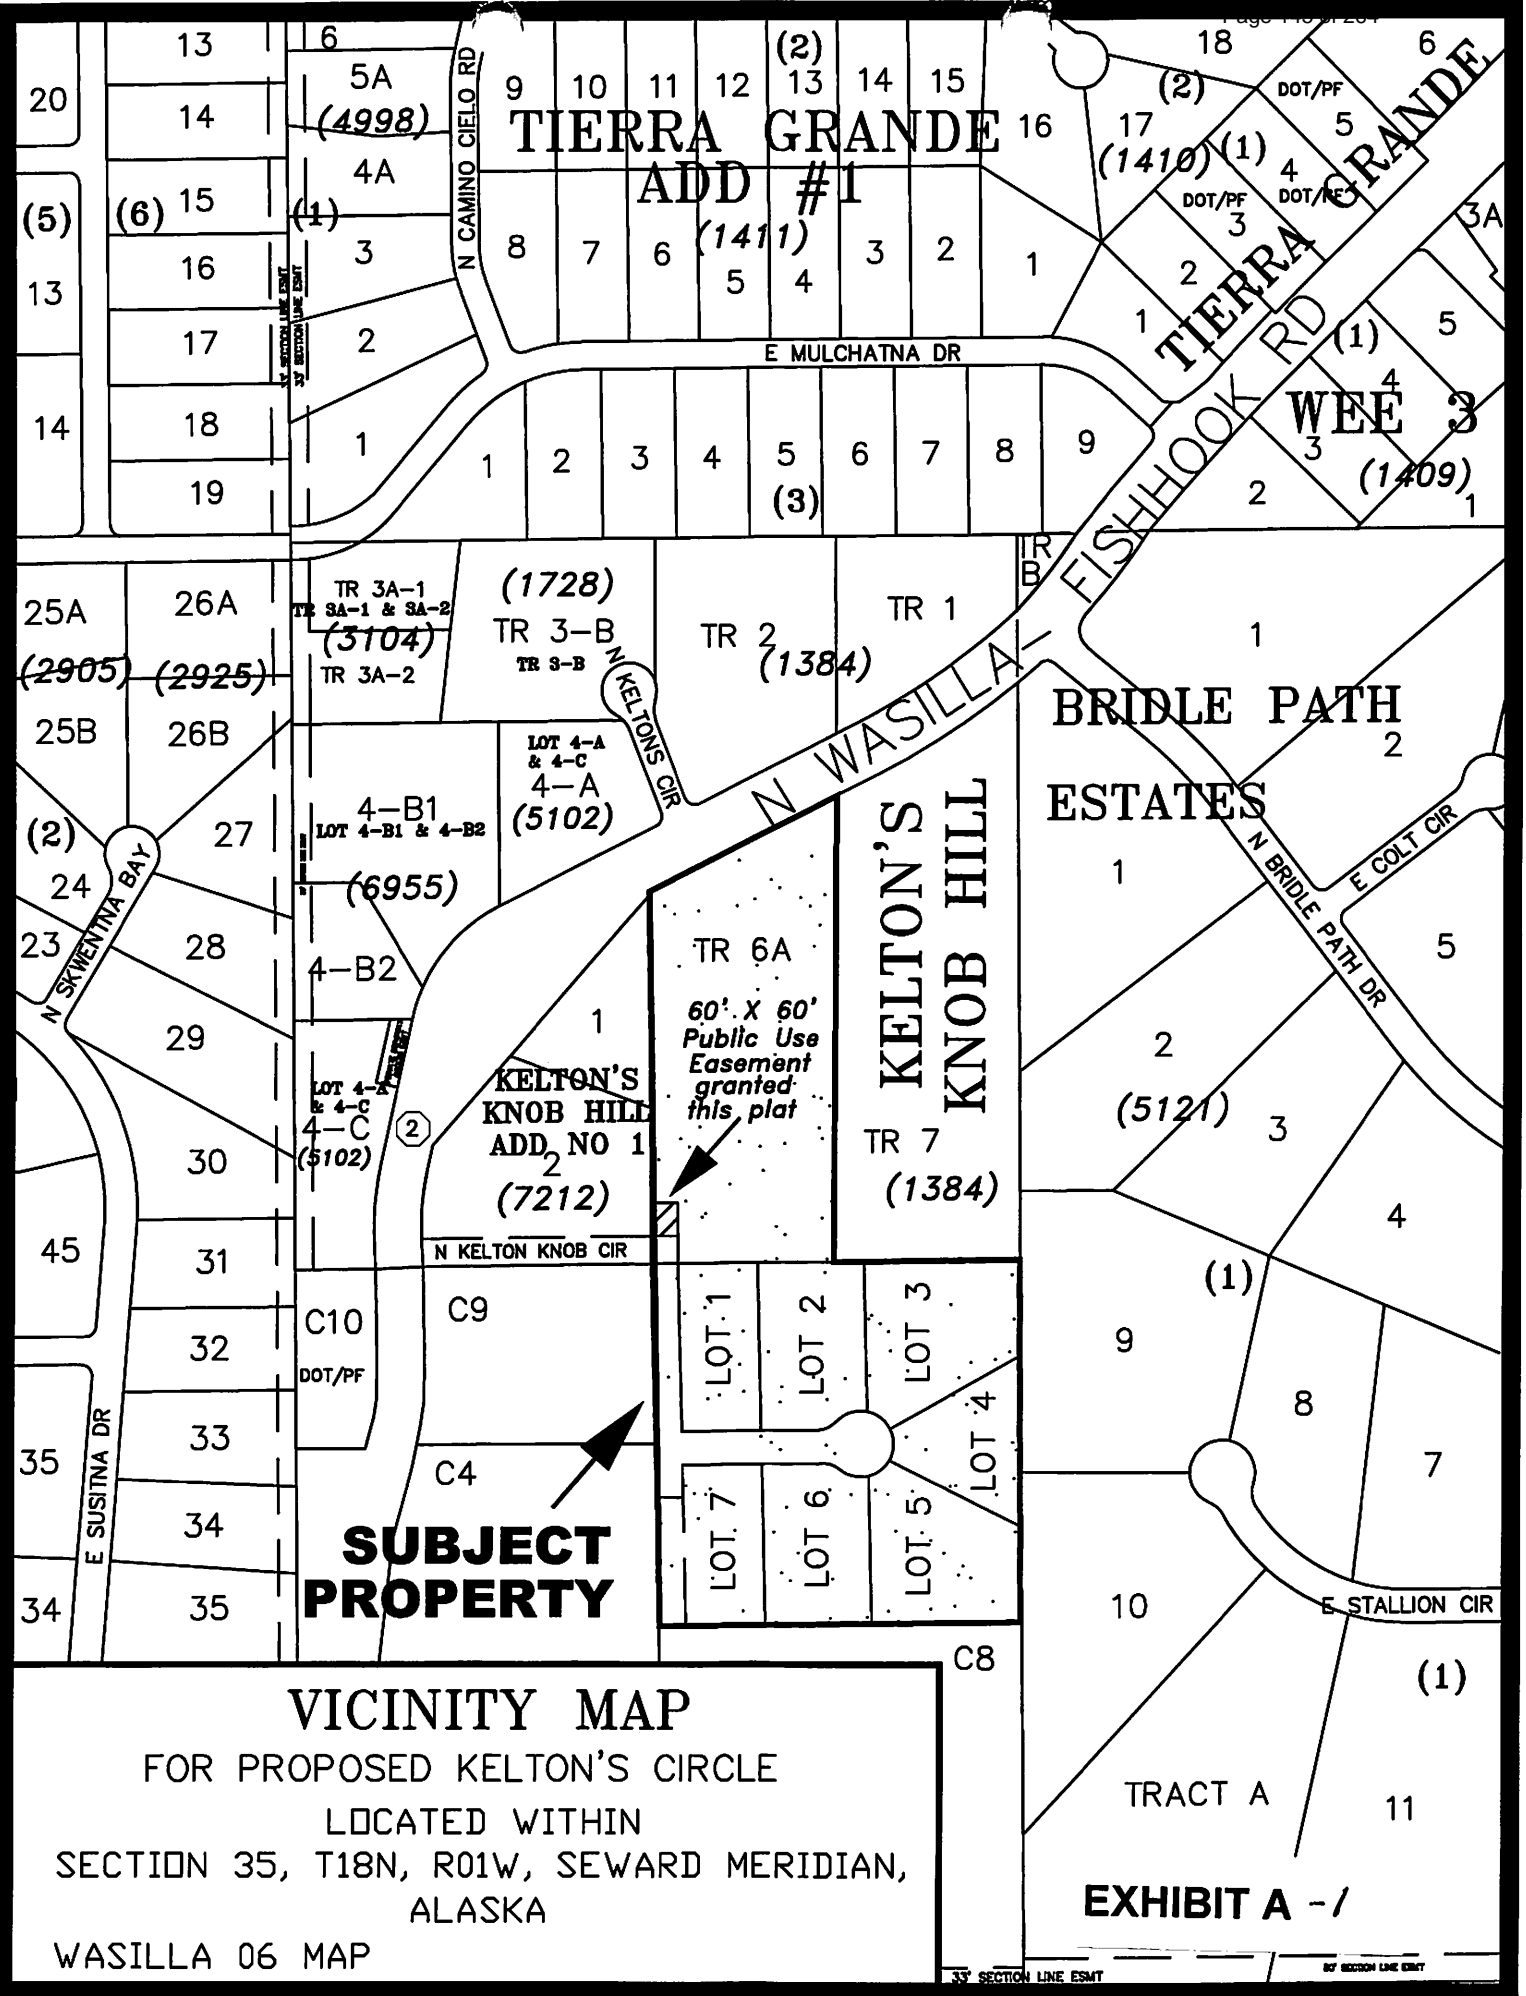 13
6
18
6
20
5A
(4998)
14
N CAMINO CIELO RD
9
10
11
12
(2)
13
14
15
TIERRA GRANDE
ADD #1
(1411)
16
17
(2)
(1410)
(1)
DOT/PF
5
4
DOT/PF
DOT/PF
3
TIERRA GRANDE
3A
4A
(5)
(6)
15
(1)
3
8
7
6
5
4
3
2
1
2
1
13
16
33' SECTION LINE ESMT
33' SECTION LINE ESMT
17
2
E MULCHATNA DR
(1)
5
4
WEE 3
3
(1409)
2
1
14
18
1
1
2
3
4
5
6
7
8
9
(3)
19
N WASILLA-FISHHOOK RD
TR
B
25A
26A
TR 3A-1
TR 3A-1 & 3A-2
(3104)
TR 3A-2
(1728)
TR 3-B
TR 3-B
TR 2
(1384)
TR 1
1
(2905)
(2925)
N KELTONS CIR
25B
26B
BRIDLE PATH
ESTATES
2
LOT 4-A
& 4-C
4-A
(5102)
4-B1
LOT 4-B1 & 4-B2
(6955)
(2)
27
24
N SKWENTNA BAY
23
28
4-B2
KELTON'S
KNOB HILL
1
N BRIDLE PATH DR
E COLT CIR
5
TR 6A
60' X 60'
Public Use
Easement
granted
this plat
29
1
2
(5121)
3
LOT 4-A
& 4-C
4-C
(5102)
2
KELTON'S
KNOB HILL
ADD NO 1
2
(7212)
TR 7
(1384)
30
4
45
31
N KELTON KNOB CIR
(1)
C10
DOT/PF
C9
LOT 1
LOT 2
LOT 3
LOT 4
9
32
8
33
35
E SUSITNA DR
C4
7
34
LOT 7
LOT 6
LOT 5
SUBJECT
PROPERTY
34
35
10
E STALLION CIR
C8
(1)
VICINITY MAP
FOR PROPOSED KELTON'S CIRCLE
LOCATED WITHIN
SECTION 35, T18N, R01W, SEWARD MERIDIAN,
ALASKA
WASILLA 06 MAP
TRACT A
11
EXHIBIT A -1
33' SECTION LINE ESMT